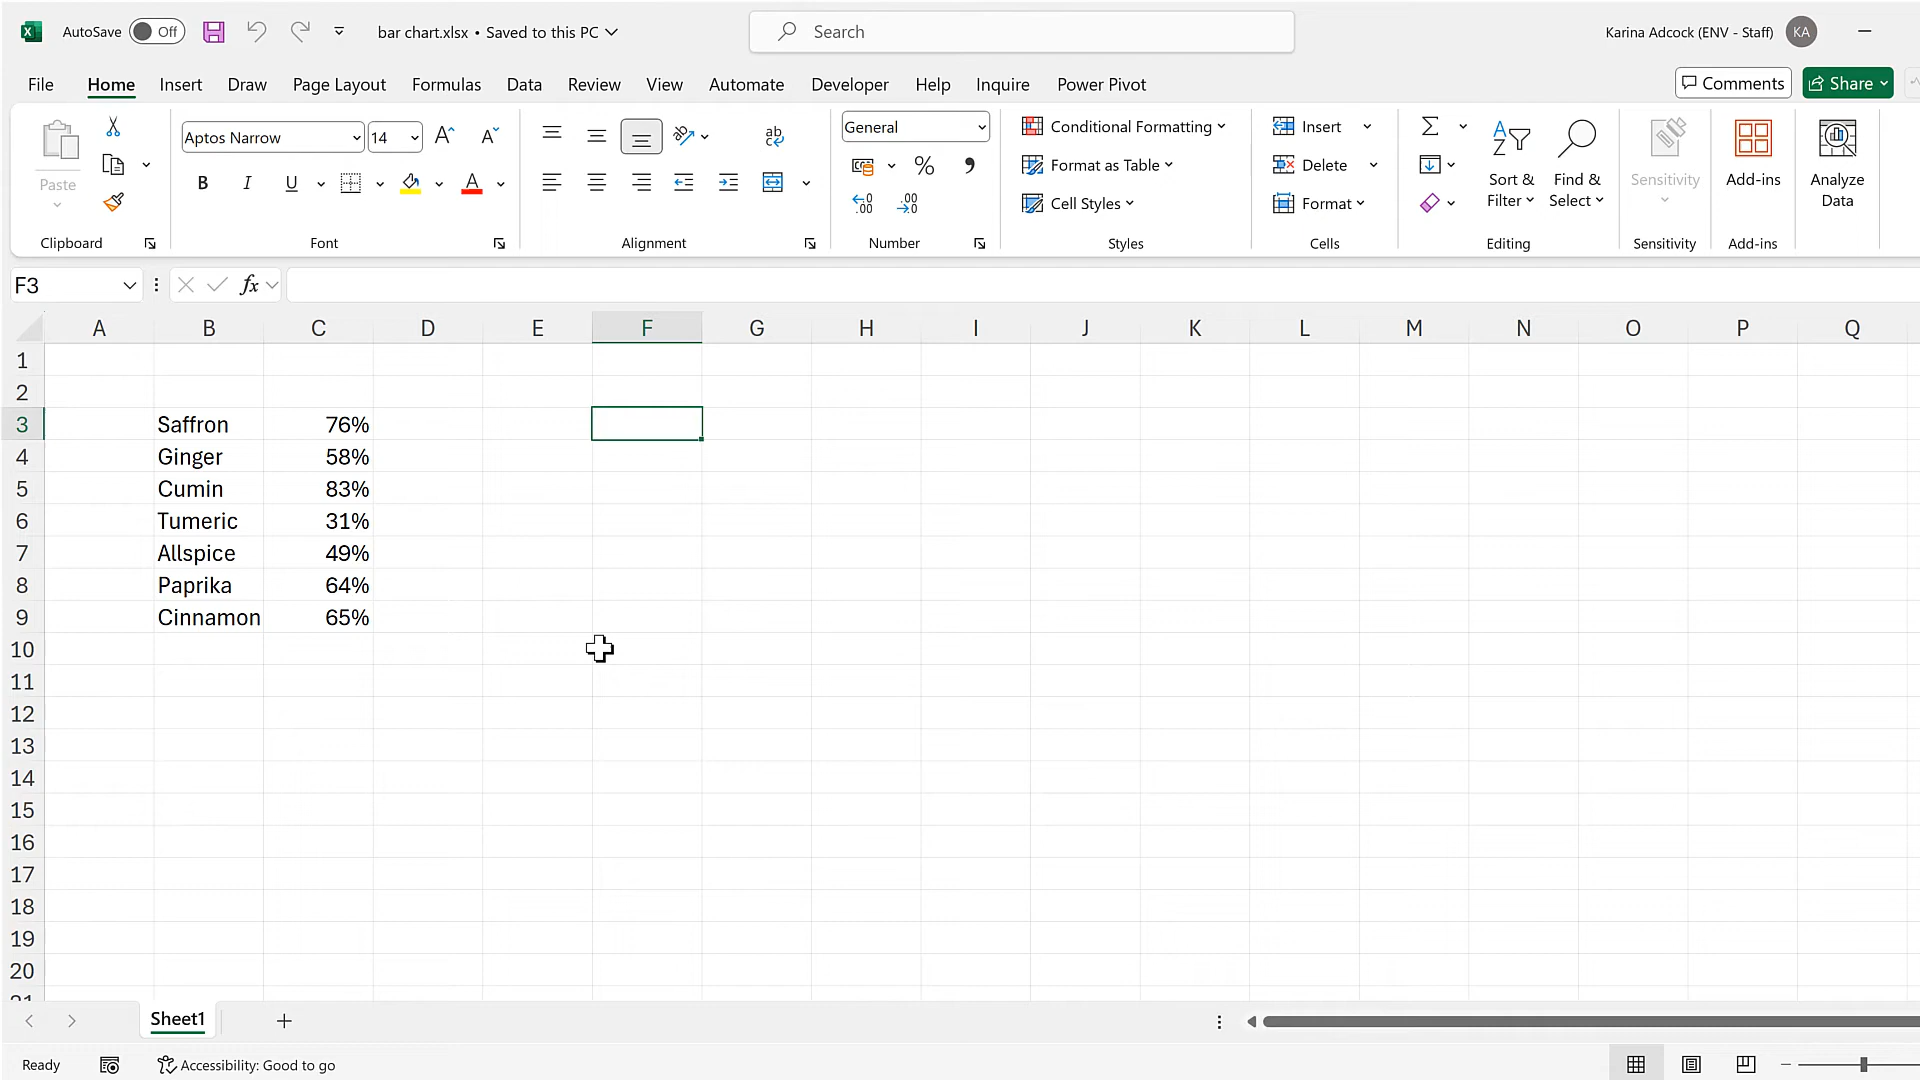 AutoSave Off bar chart.xlsx • Saved to this PC Search Karina Adcock (ENV - Staff) KA
File Home Insert Draw Page Layout Formulas Data Review View Automate Developer Help Inquire Power Pivot Comments Share
Paste
Clipboard
Aptos Narrow 14
B I U A
Font
ab
Alignment
General
% 9
.00 .00
Number
Conditional Formatting
Format as Table
Cell Styles
Styles
Insert
Delete
Format
Cells
Sort &
Filter
Find &
Select
Editing
Sensitivity
Sensitivity
Add-ins
Add-ins
Analyze
Data
F3 fx
A B C D E F G H I J K L M N O P Q
1
2
3 Saffron 76%
4 Ginger 58%
5 Cumin 83%
6 Tumeric 31%
7 Allspice 49%
8 Paprika 64%
9 Cinnamon 65%
10
11
12
13
14
15
16
17
18
19
20
Sheet1
Ready Accessibility: Good to go